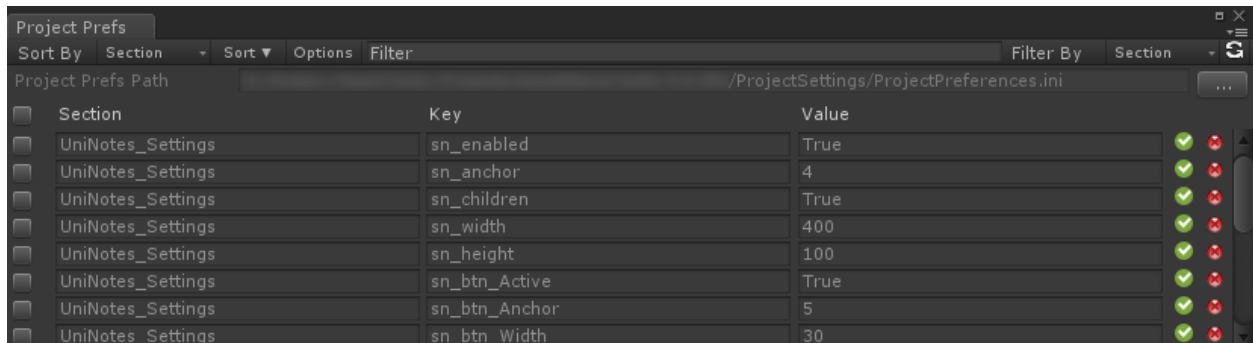 Project Prefs
Sort By Section Sort ▼ Options Filter Filter By Section
Project Prefs Path /ProjectSettings/ProjectPreferences.ini ...
Section Key Value
UniNotes_Settings sn_enabled True
UniNotes_Settings sn_anchor 4
UniNotes_Settings sn_children True
UniNotes_Settings sn_width 400
UniNotes_Settings sn_height 100
UniNotes_Settings sn_btn_Active True
UniNotes_Settings sn_btn_Anchor 5
UniNotes_Settings sn_btn_Width 30